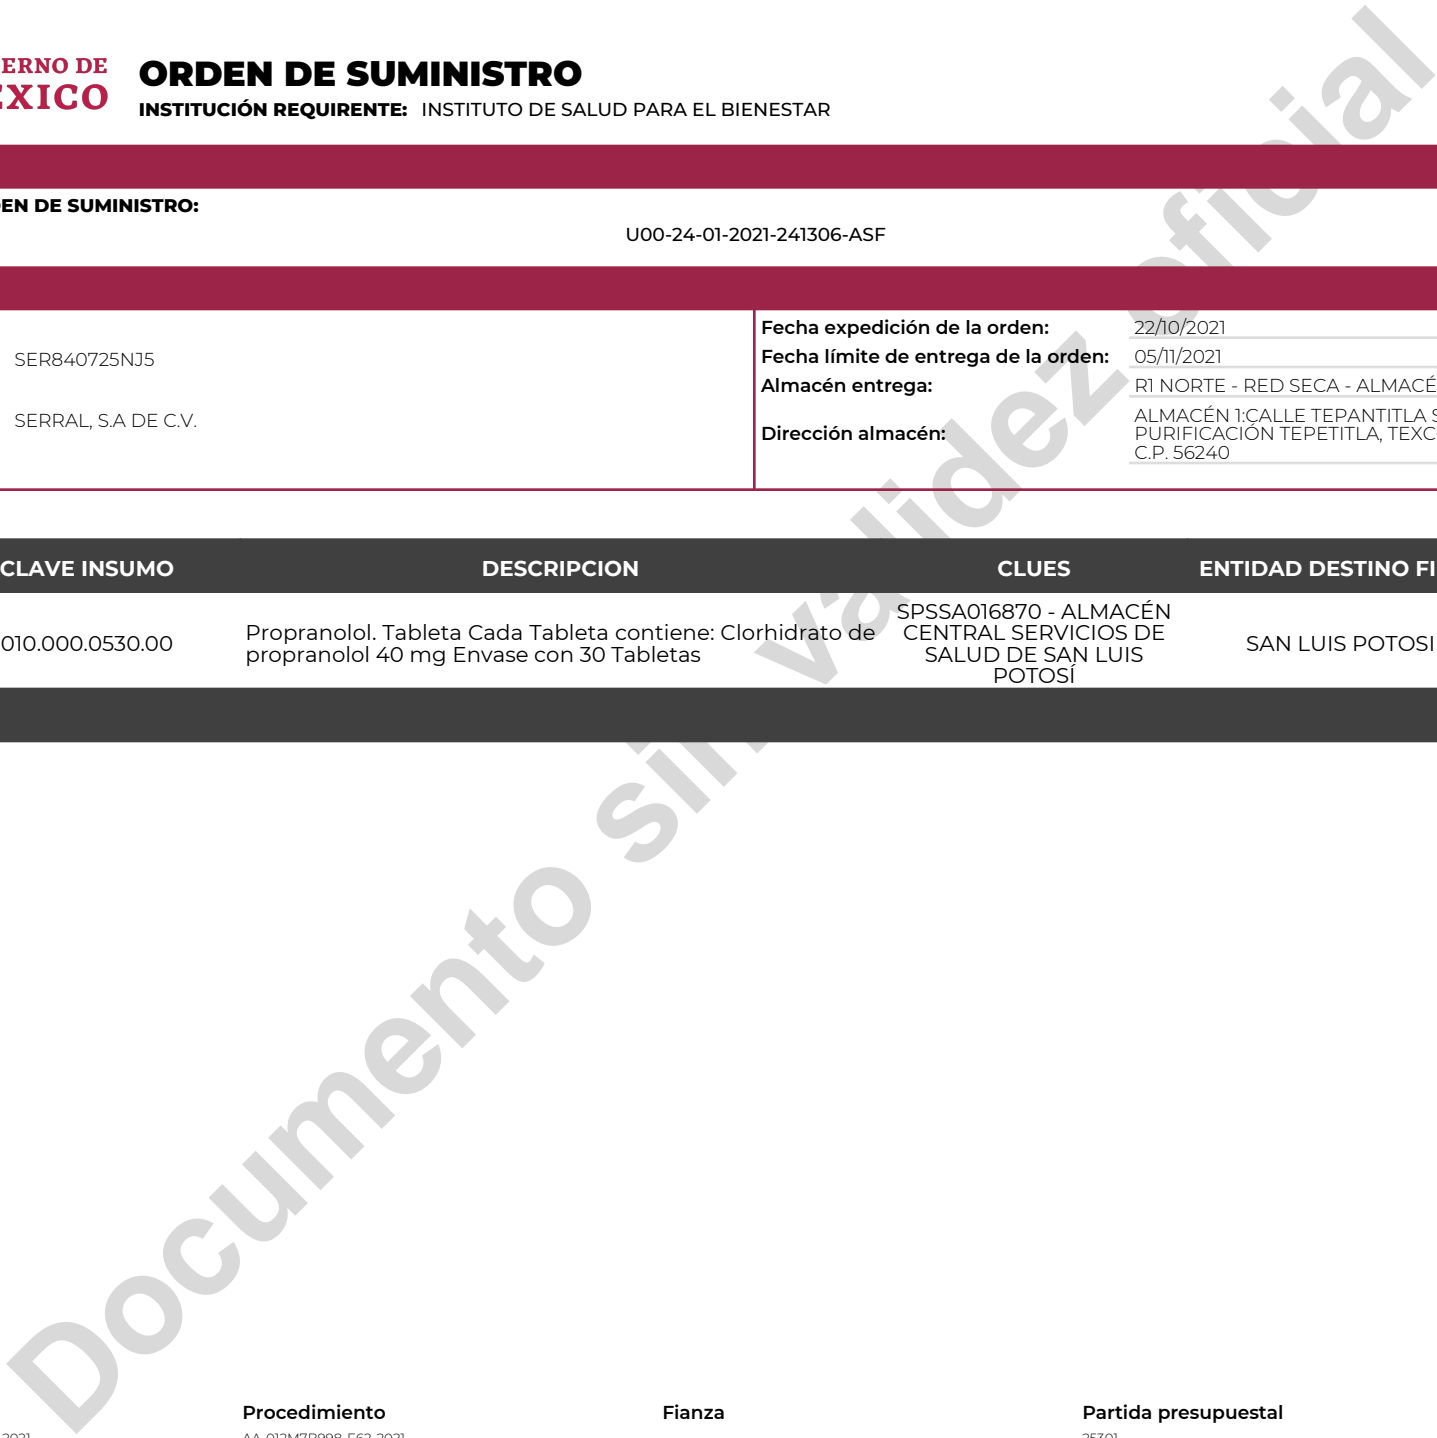 ERNO DE
EXICO
ORDEN DE SUMINISTRO
INSTITUCIÓN REQUIRENTE: INSTITUTO DE SALUD PARA EL BIENESTAR
EN DE SUMINISTRO:
U00-24-01-2021-241306-ASF
SER840725NJ5
SERRAL, S.A DE C.V.
Fecha expedición de la orden: 22/10/2021
Fecha límite de entrega de la orden: 05/11/2021
Almacén entrega: R1 NORTE - RED SECA - ALMACÉ
Dirección almacén:
ALMACÉN 1:CALLE TEPANTITLA S
PURIFICACIÓN TEPETITLA, TEXC
C.P. 56240
CLAVE INSUMO DESCRIPCION CLUES ENTIDAD DESTINO FI
010.000.0530.00
Propranolol. Tableta Cada Tableta contiene: Clorhidrato de
propranolol 40 mg Envase con 30 Tabletas
SPSSA016870 - ALMACÉN
CENTRAL SERVICIOS DE
SALUD DE SAN LUIS
POTOSÍ
SAN LUIS POTOSI
Documento sin validez oficial
Procedimiento Fianza Partida presupuestal